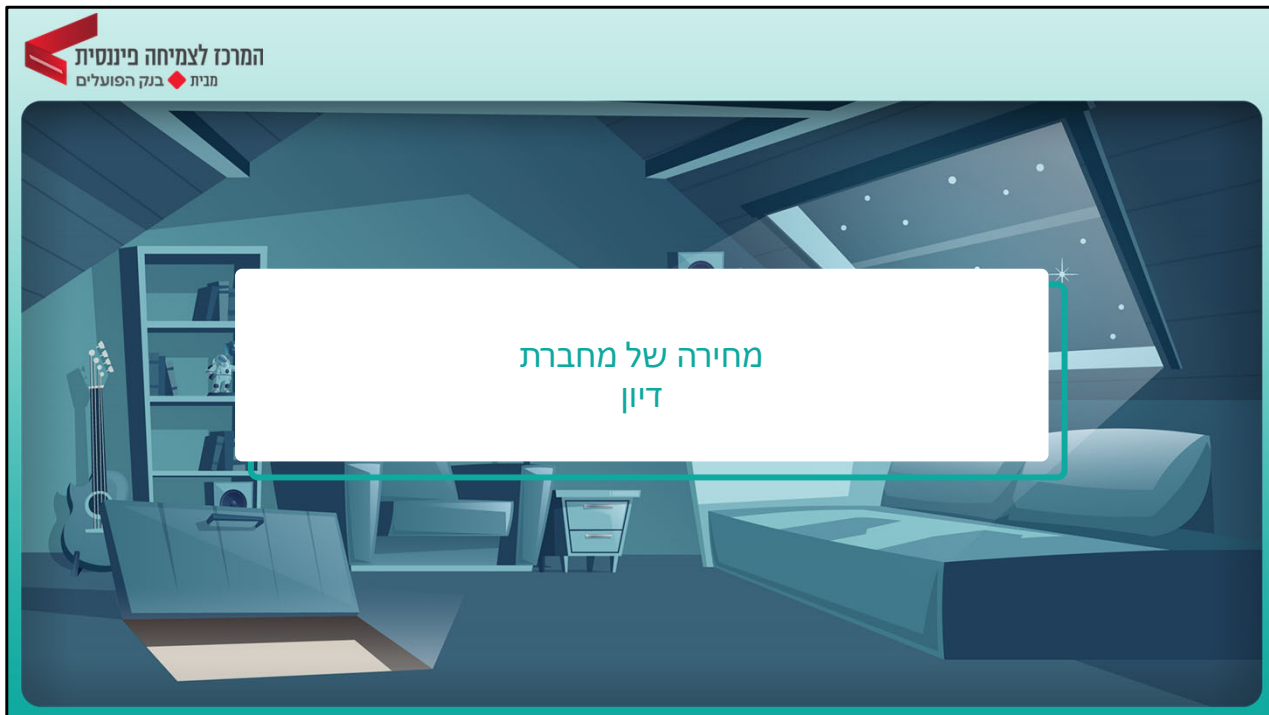 המרכז לצמיחה פיננסית
מבית בנק הפועלים
מחירה של מחברת
דיון